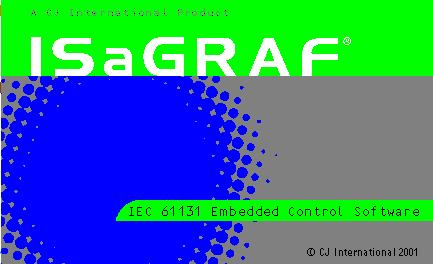 A CJ International Product
ISaGRAF®
IEC 61131 Embedded Control Software
© CJ International 2001